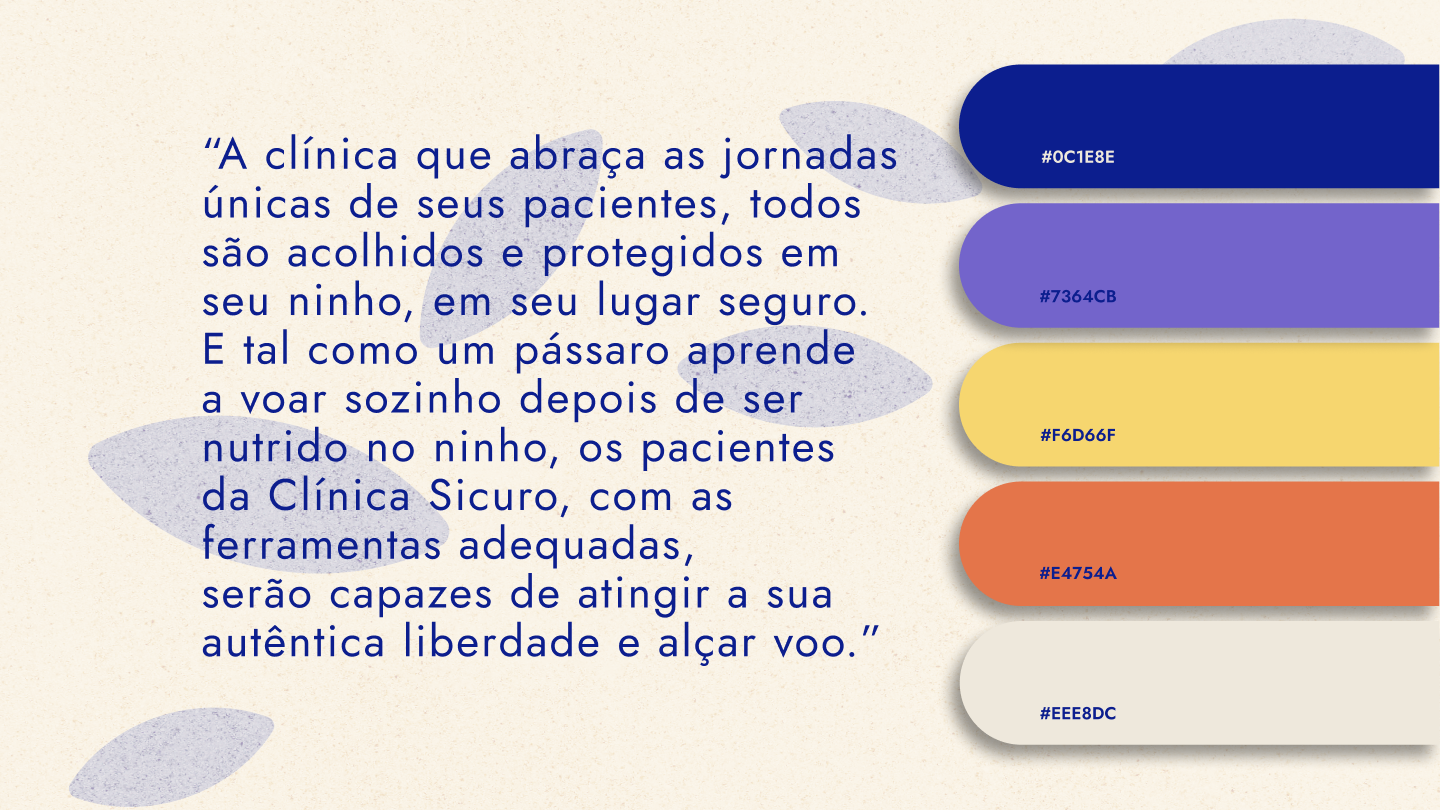 “A clínica que abraça as jornadas
únicas de seus pacientes, todos
são acolhidos e protegidos em
seu ninho, em seu lugar seguro.
E tal como um pássaro aprende
a voar sozinho depois de ser
nutrido no ninho, os pacientes
da Clínica Sicuro, com as
ferramentas adequadas,
serão capazes de atingir a sua
autêntica liberdade e alçar voo.”
#0C1E8E
#7364CB
#F6D66F
#E4754A
#EEE8DC